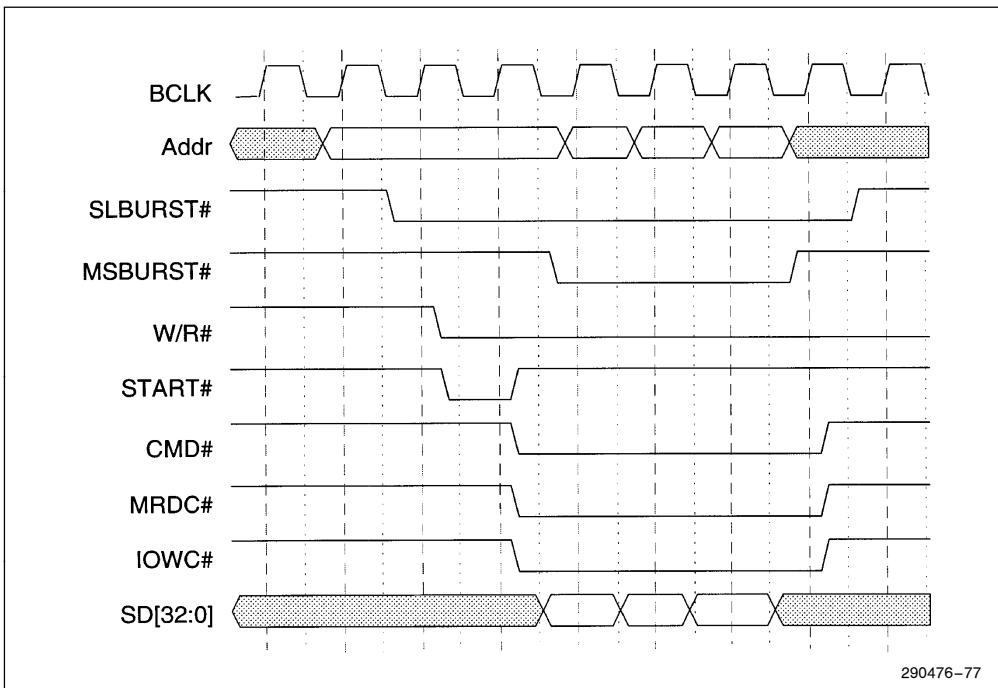 BCLK
Addr
SLBURST#
MSBURST#
W/R#
START#
CMD#
MRDC#
IOWC#
SD[32:0]
290476–77